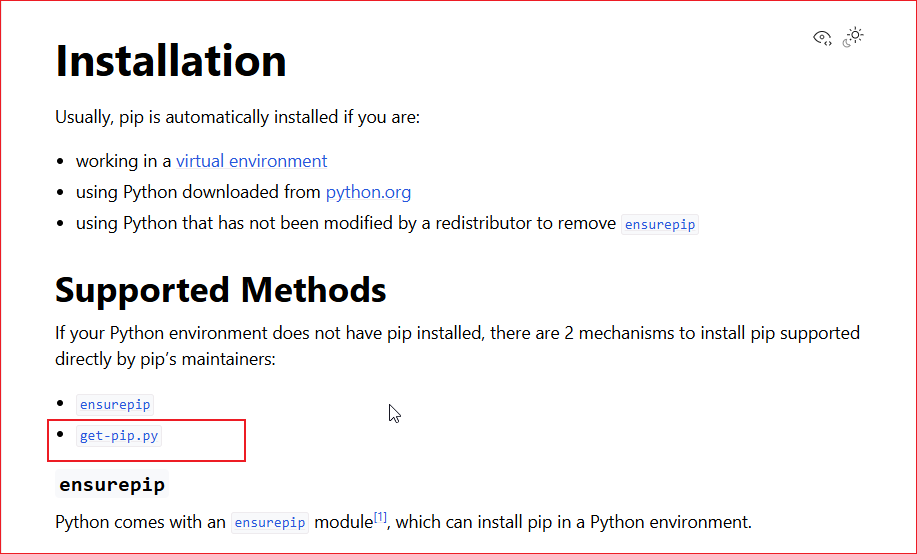 Installation
Usually, pip is automatically installed if you are:
• working in a virtual environment
• using Python downloaded from python.org
• using Python that has not been modified by a redistributor to remove ensurepip
Supported Methods
If your Python environment does not have pip installed, there are 2 mechanisms to install pip supported
directly by pip’s maintainers:
• ensurepip
• get-pip.py
ensurepip
Python comes with an ensurepip module[1], which can install pip in a Python environment.